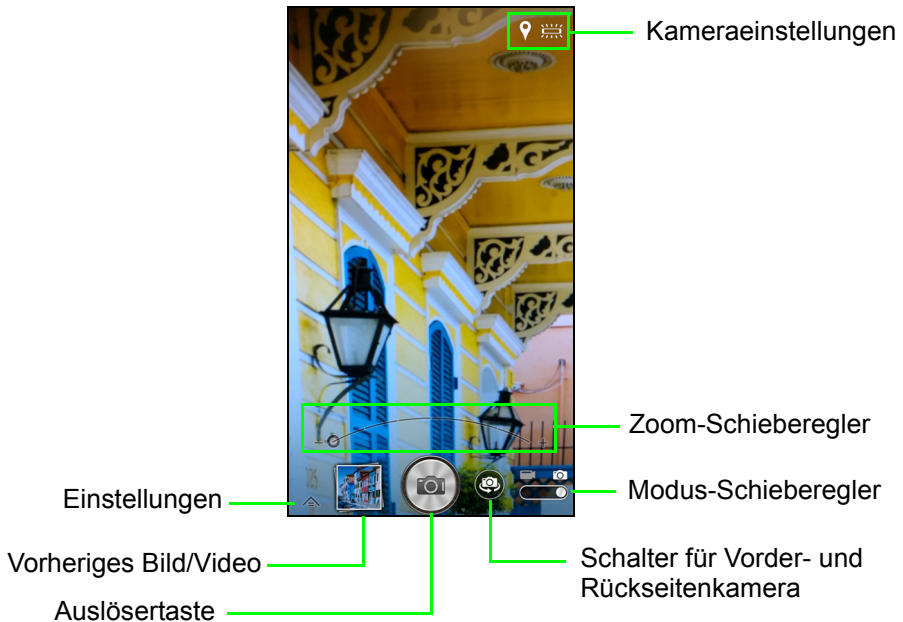 Kameraeinstellungen
Zoom-Schieberegler
Einstellungen
Modus-Schieberegler
Vorheriges Bild/Video
Schalter für Vorder- und
Rückseitenkamera
Auslösertaste